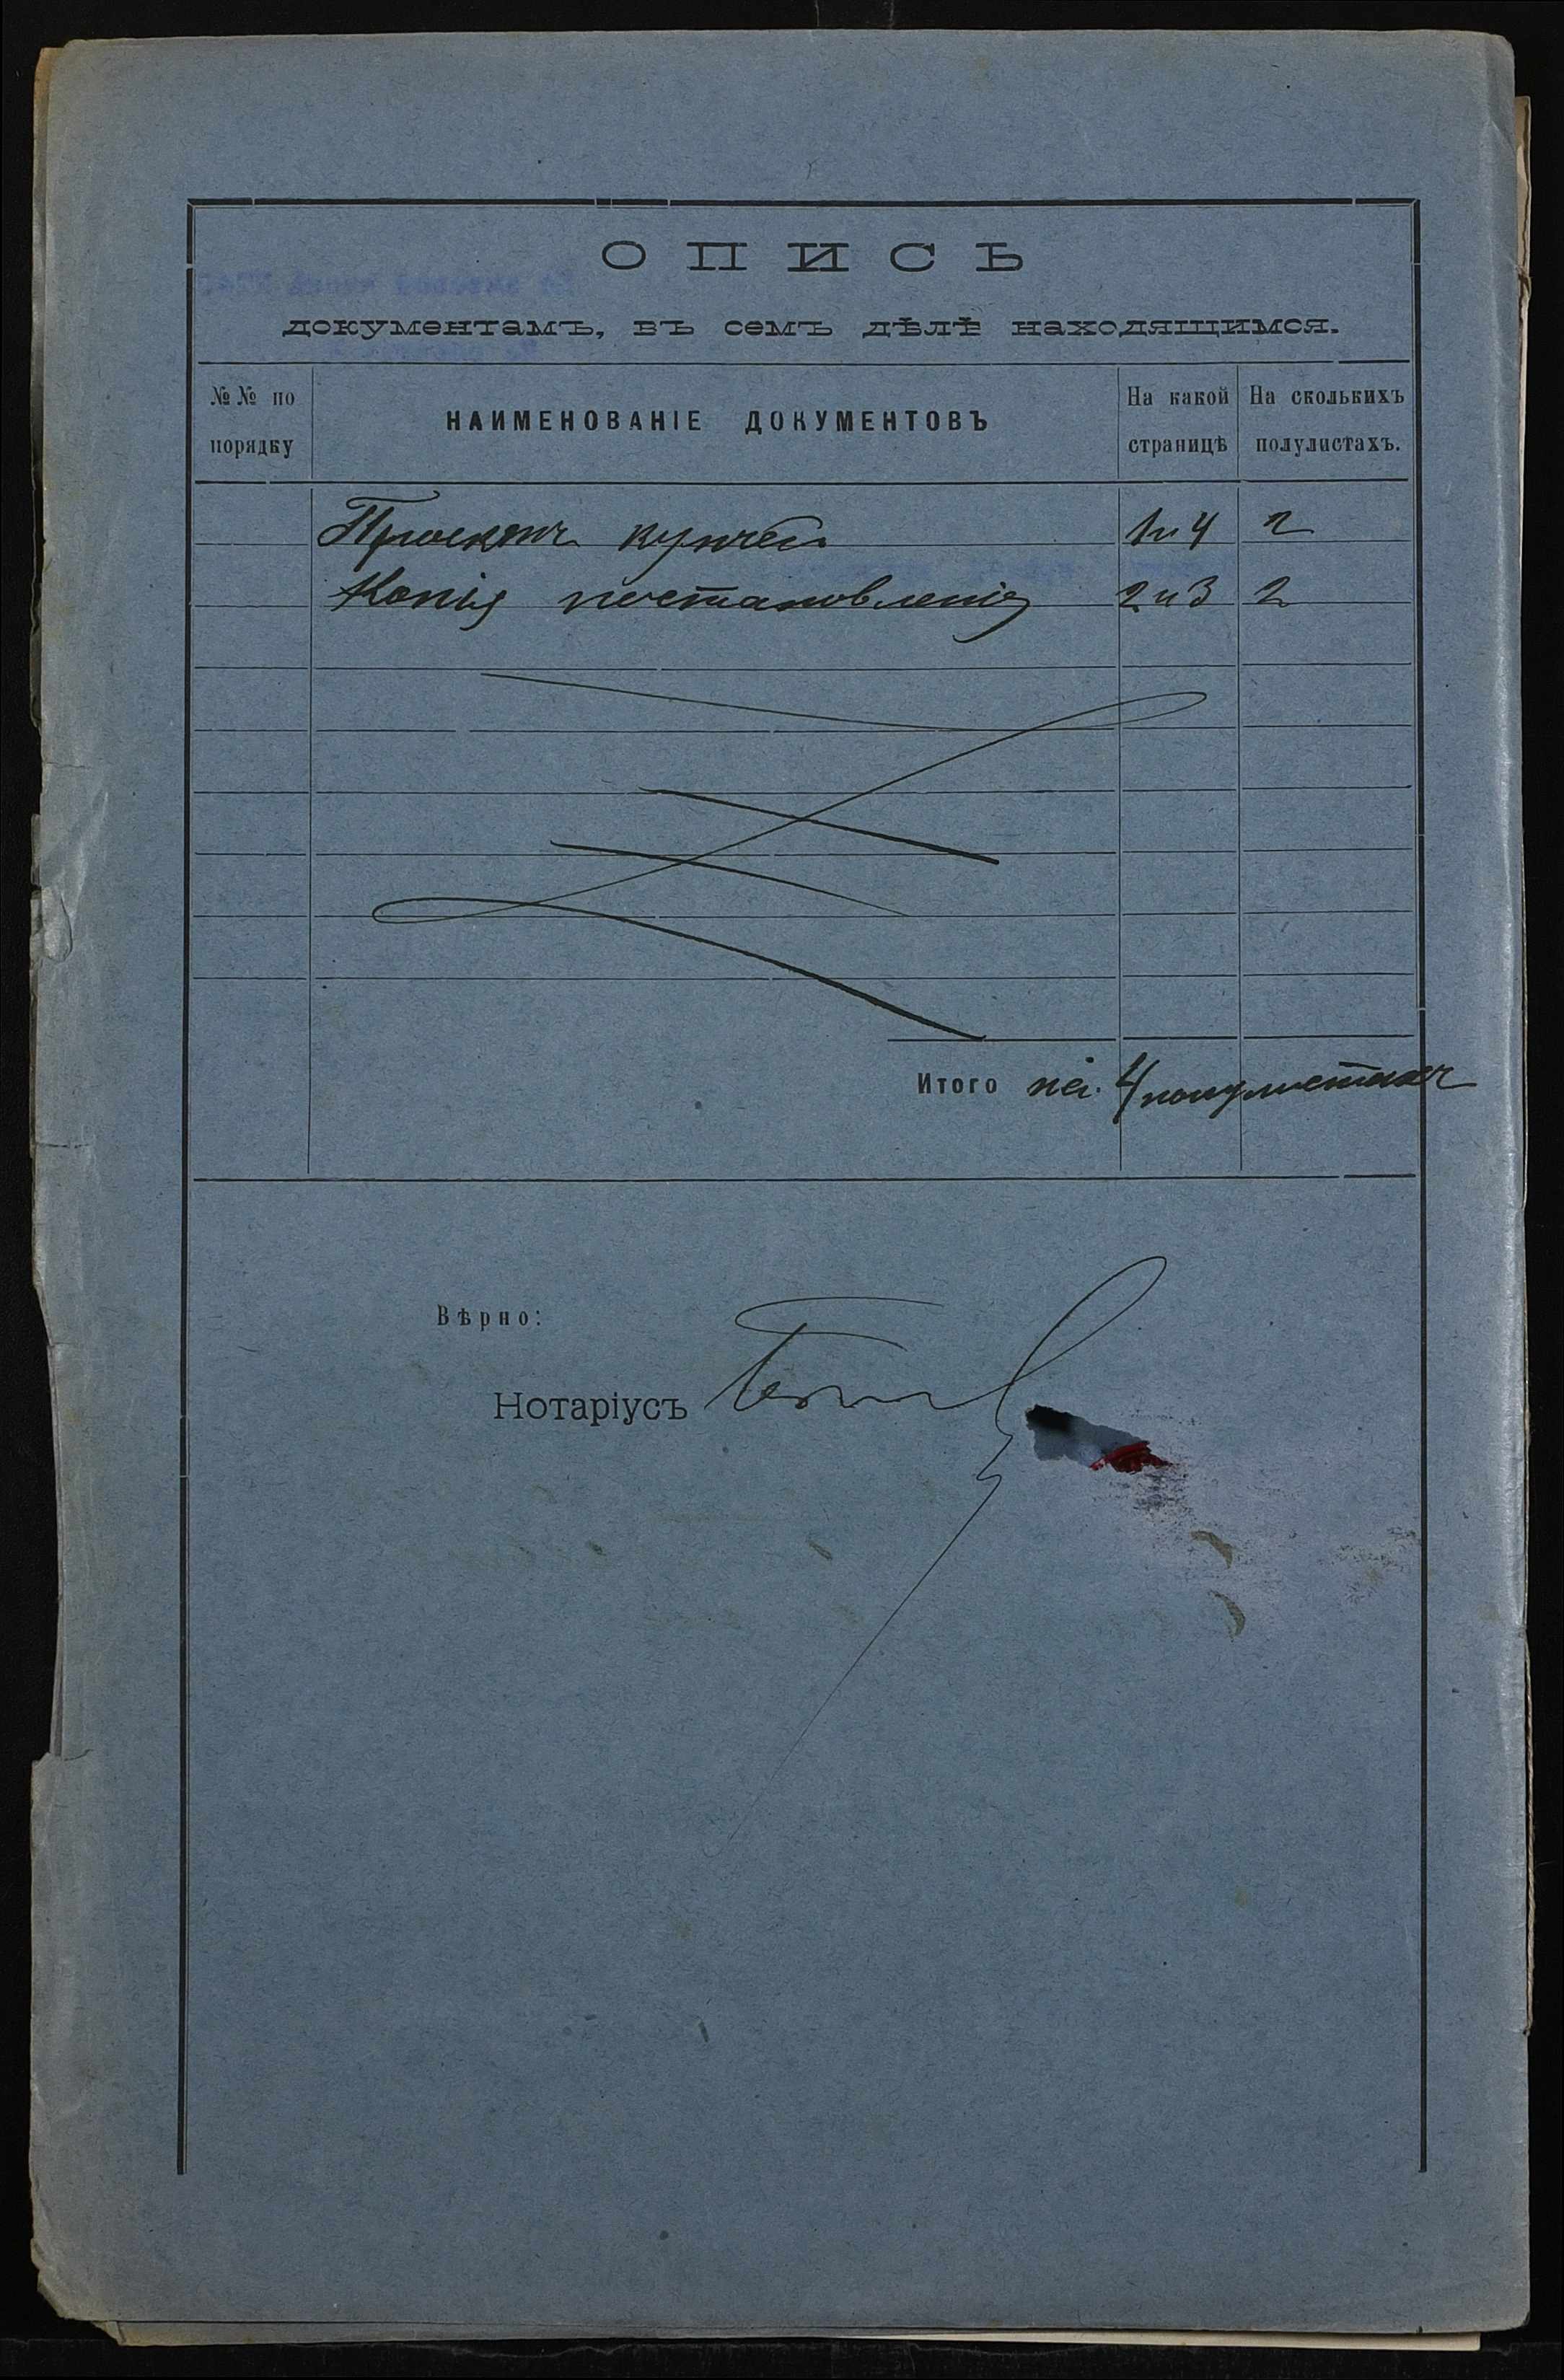 ОПИСЬ
документамъ, въ семъ дѣлѣ находящимся.
№№ по порядку
НАИМЕНОВАНІЕ ДОКУМЕНТОВЪ
На какой страницѣ
На сколькихъ полулистахъ.
Проектъ купчей 1 и 4 2
Копія постановленія 2 и 3 2
Итого на 4 полулистахъ
Вѣрно:
Нотаріусъ